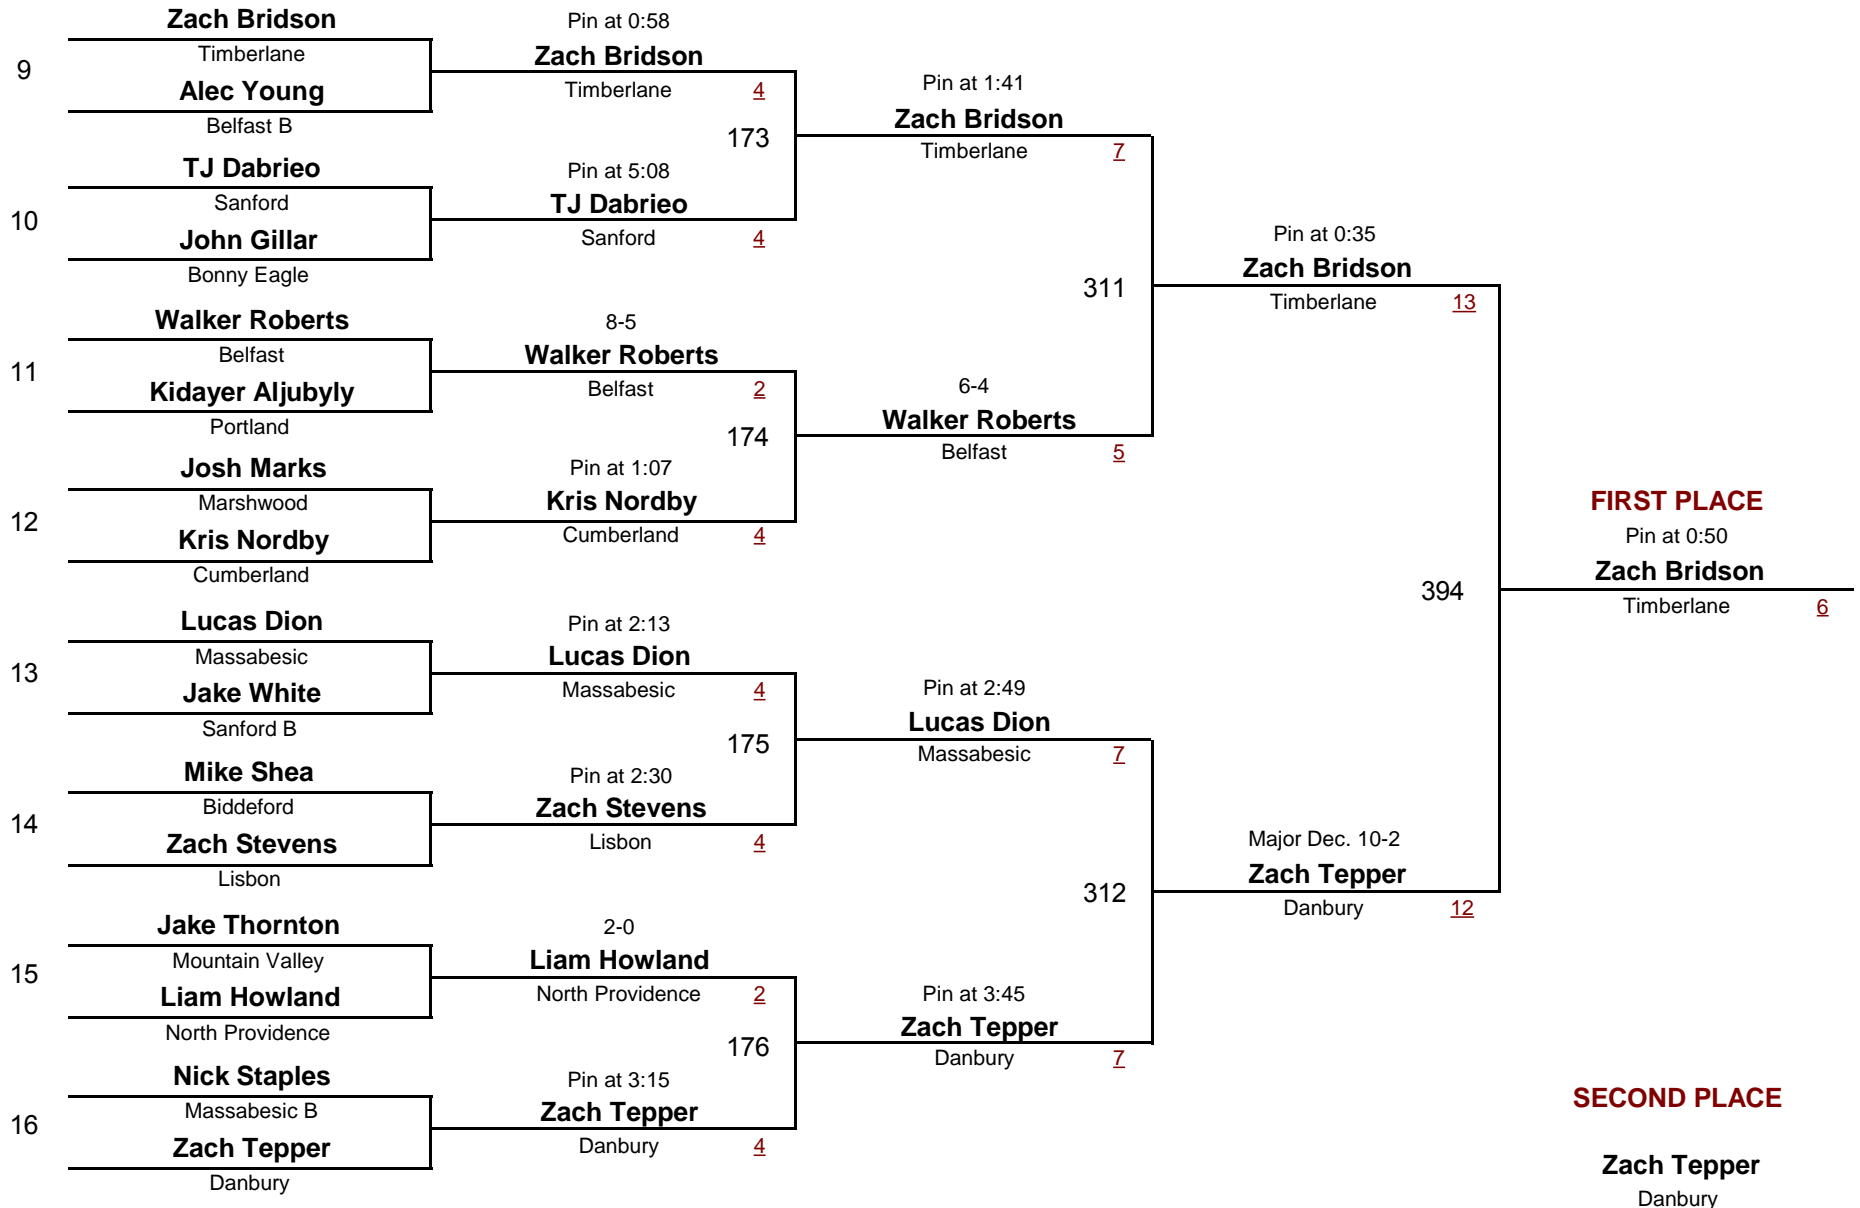 Zach Bridson
9
Timberlane
Alec Young
Belfast B
TJ Dabrieo
10
Sanford
John Gillar
Bonny Eagle
Walker Roberts
11
Belfast
Kidayer Aljubyly
Portland
Josh Marks
12
Marshwood
Kris Nordby
Cumberland
Lucas Dion
13
Massabesic
Jake White
Sanford B
Mike Shea
14
Biddeford
Zach Stevens
Lisbon
Jake Thornton
15
Mountain Valley
Liam Howland
North Providence
Nick Staples
16
Massabesic B
Zach Tepper
Danbury
Pin at 0:58
Zach Bridson
Timberlane 4
173
Pin at 5:08
TJ Dabrieo
Sanford 4
8-5
Walker Roberts
Belfast 2
174
Pin at 1:07
Kris Nordby
Cumberland 4
Pin at 2:13
Lucas Dion
Massabesic 4
175
Pin at 2:30
Zach Stevens
Lisbon 4
2-0
Liam Howland
North Providence 2
176
Pin at 3:15
Zach Tepper
Danbury 4
Pin at 1:41
Zach Bridson
Timberlane 7
311
6-4
Walker Roberts
Belfast 5
Pin at 2:49
Lucas Dion
Massabesic 7
312
Pin at 3:45
Zach Tepper
Danbury 7
Pin at 0:35
Zach Bridson
Timberlane 13
394
Major Dec. 10-2
Zach Tepper
Danbury 12
FIRST PLACE
Pin at 0:50
Zach Bridson
Timberlane 6
SECOND PLACE
Zach Tepper
Danbury